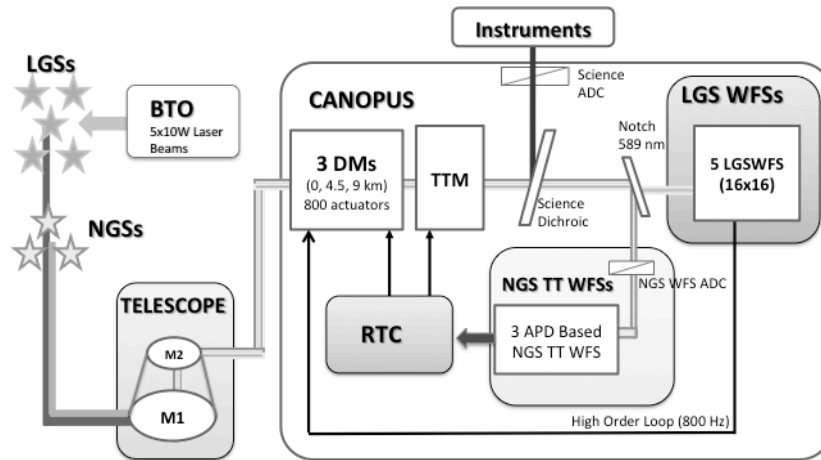 Instruments
LGSs
BTO
5x10W Laser
Beams
NGSs
TELESCOPE
M2
M1
CANOPUS
Science
ADC
3 DMs
(0, 4.5, 9 km)
800 actuators
TTM
Science
Dichroic
Notch
589 nm
LGS WFSs
5 LGSWFS
(16x16)
NGS WFS ADC
NGS TT WFSs
3 APD Based
NGS TT WFS
RTC
High Order Loop (800 Hz)